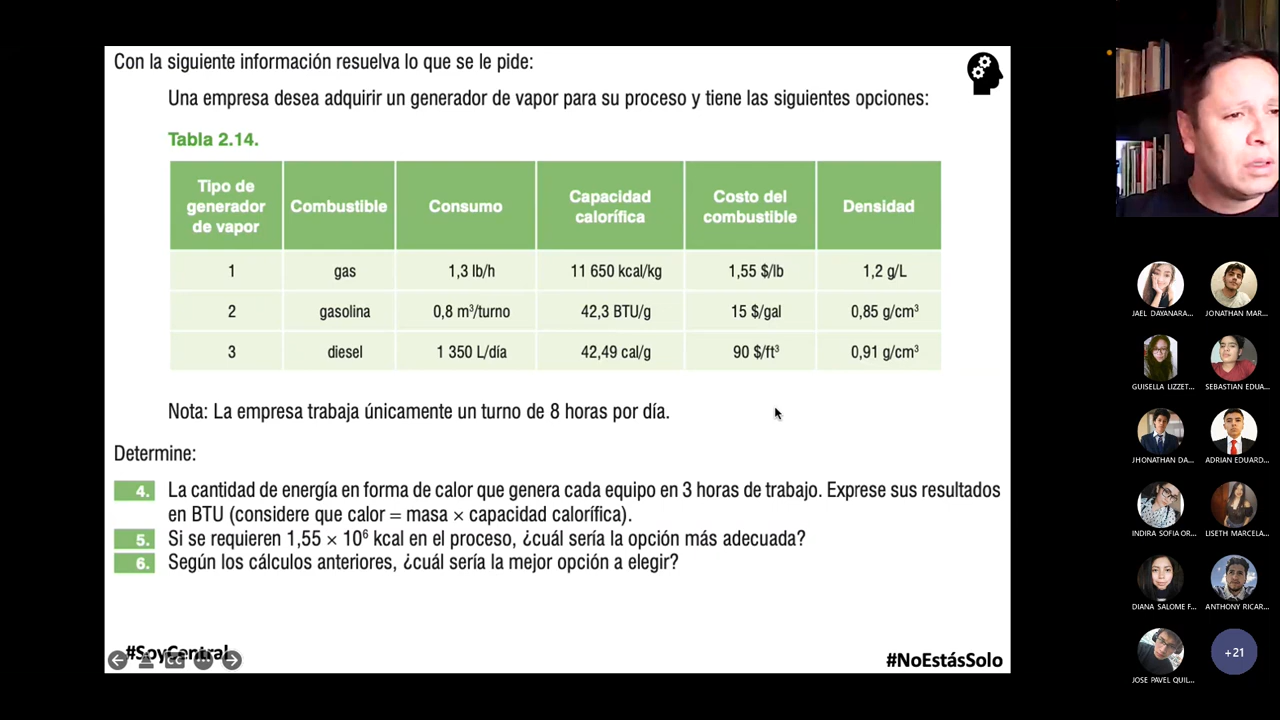 Con la siguiente información resuelva lo que se le pide:
Una empresa desea adquirir un generador de vapor para su proceso y tiene las siguientes opciones:
Tabla 2.14.
Tipo de generador de vapor Combustible Consumo Capacidad calorífica Costo del combustible Densidad
1 gas 1,3 lb/h 11 650 kcal/kg 1,55 $/lb 1,2 g/L
2 gasolina 0,8 m³/turno 42,3 BTU/g 15 $/gal 0,85 g/cm³
3 diesel 1 350 L/día 42,49 cal/g 90 $/ft³ 0,91 g/cm³
Nota: La empresa trabaja únicamente un turno de 8 horas por día.
Determine:
4. La cantidad de energía en forma de calor que genera cada equipo en 3 horas de trabajo. Exprese sus resultados
en BTU (considere que calor = masa × capacidad calorífica).
5. Si se requieren 1,55 × 10⁶ kcal en el proceso, ¿cuál sería la opción más adecuada?
6. Según los cálculos anteriores, ¿cuál sería la mejor opción a elegir?
#SoyCentral
#NoEstásSolo
JAEL DAYANARA...
JONATHAN MAR...
GUISELLA LIZZET...
SEBASTIAN EDUA...
JHONATHAN DA...
ADRIAN EDUARD...
INDIRA SOFIA OR...
LISETH MARCELA...
DIANA SALOME F...
ANTHONY RICAR...
JOSE PAVEL QUIL...
+21